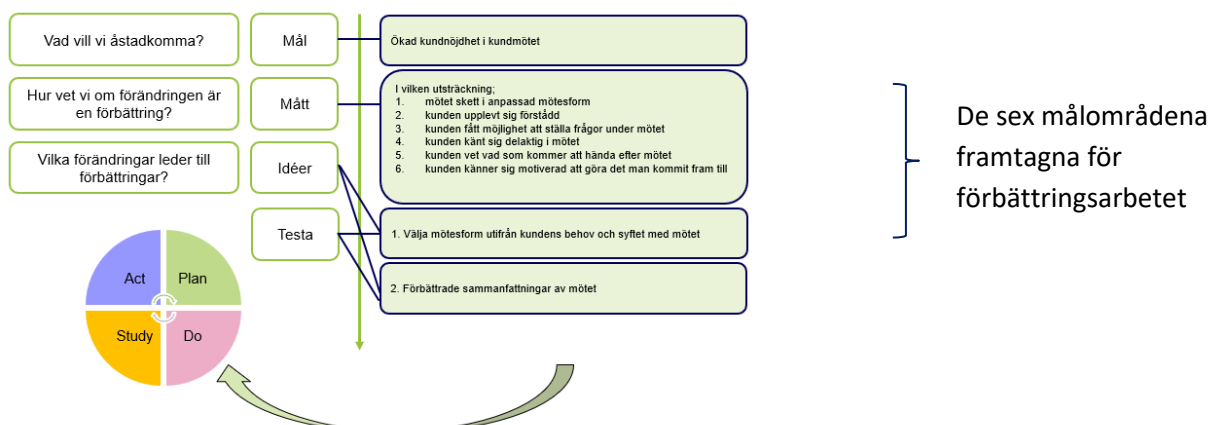 Vad vill vi åstadkomma?
Mål
Ökad kundnöjdhet i kundmötet
Hur vet vi om förändringen är
en förbättring?
Mått
I vilken utsträckning;
1. mötet skett i anpassad mötesform
2. kunden upplevt sig förstådd
3. kunden fått möjlighet att ställa frågor under mötet
4. kunden känt sig delaktig i mötet
5. kunden vet vad som kommer att hända efter mötet
6. kunden känner sig motiverad att göra det man kommit fram till
De sex målområdena
framtagna för
förbättringsarbetet
Vilka förändringar leder till
förbättringar?
Idéer
Testa
1. Välja mötesform utifrån kundens behov och syftet med mötet
2. Förbättrade sammanfattningar av mötet
Act
Plan
Study
Do